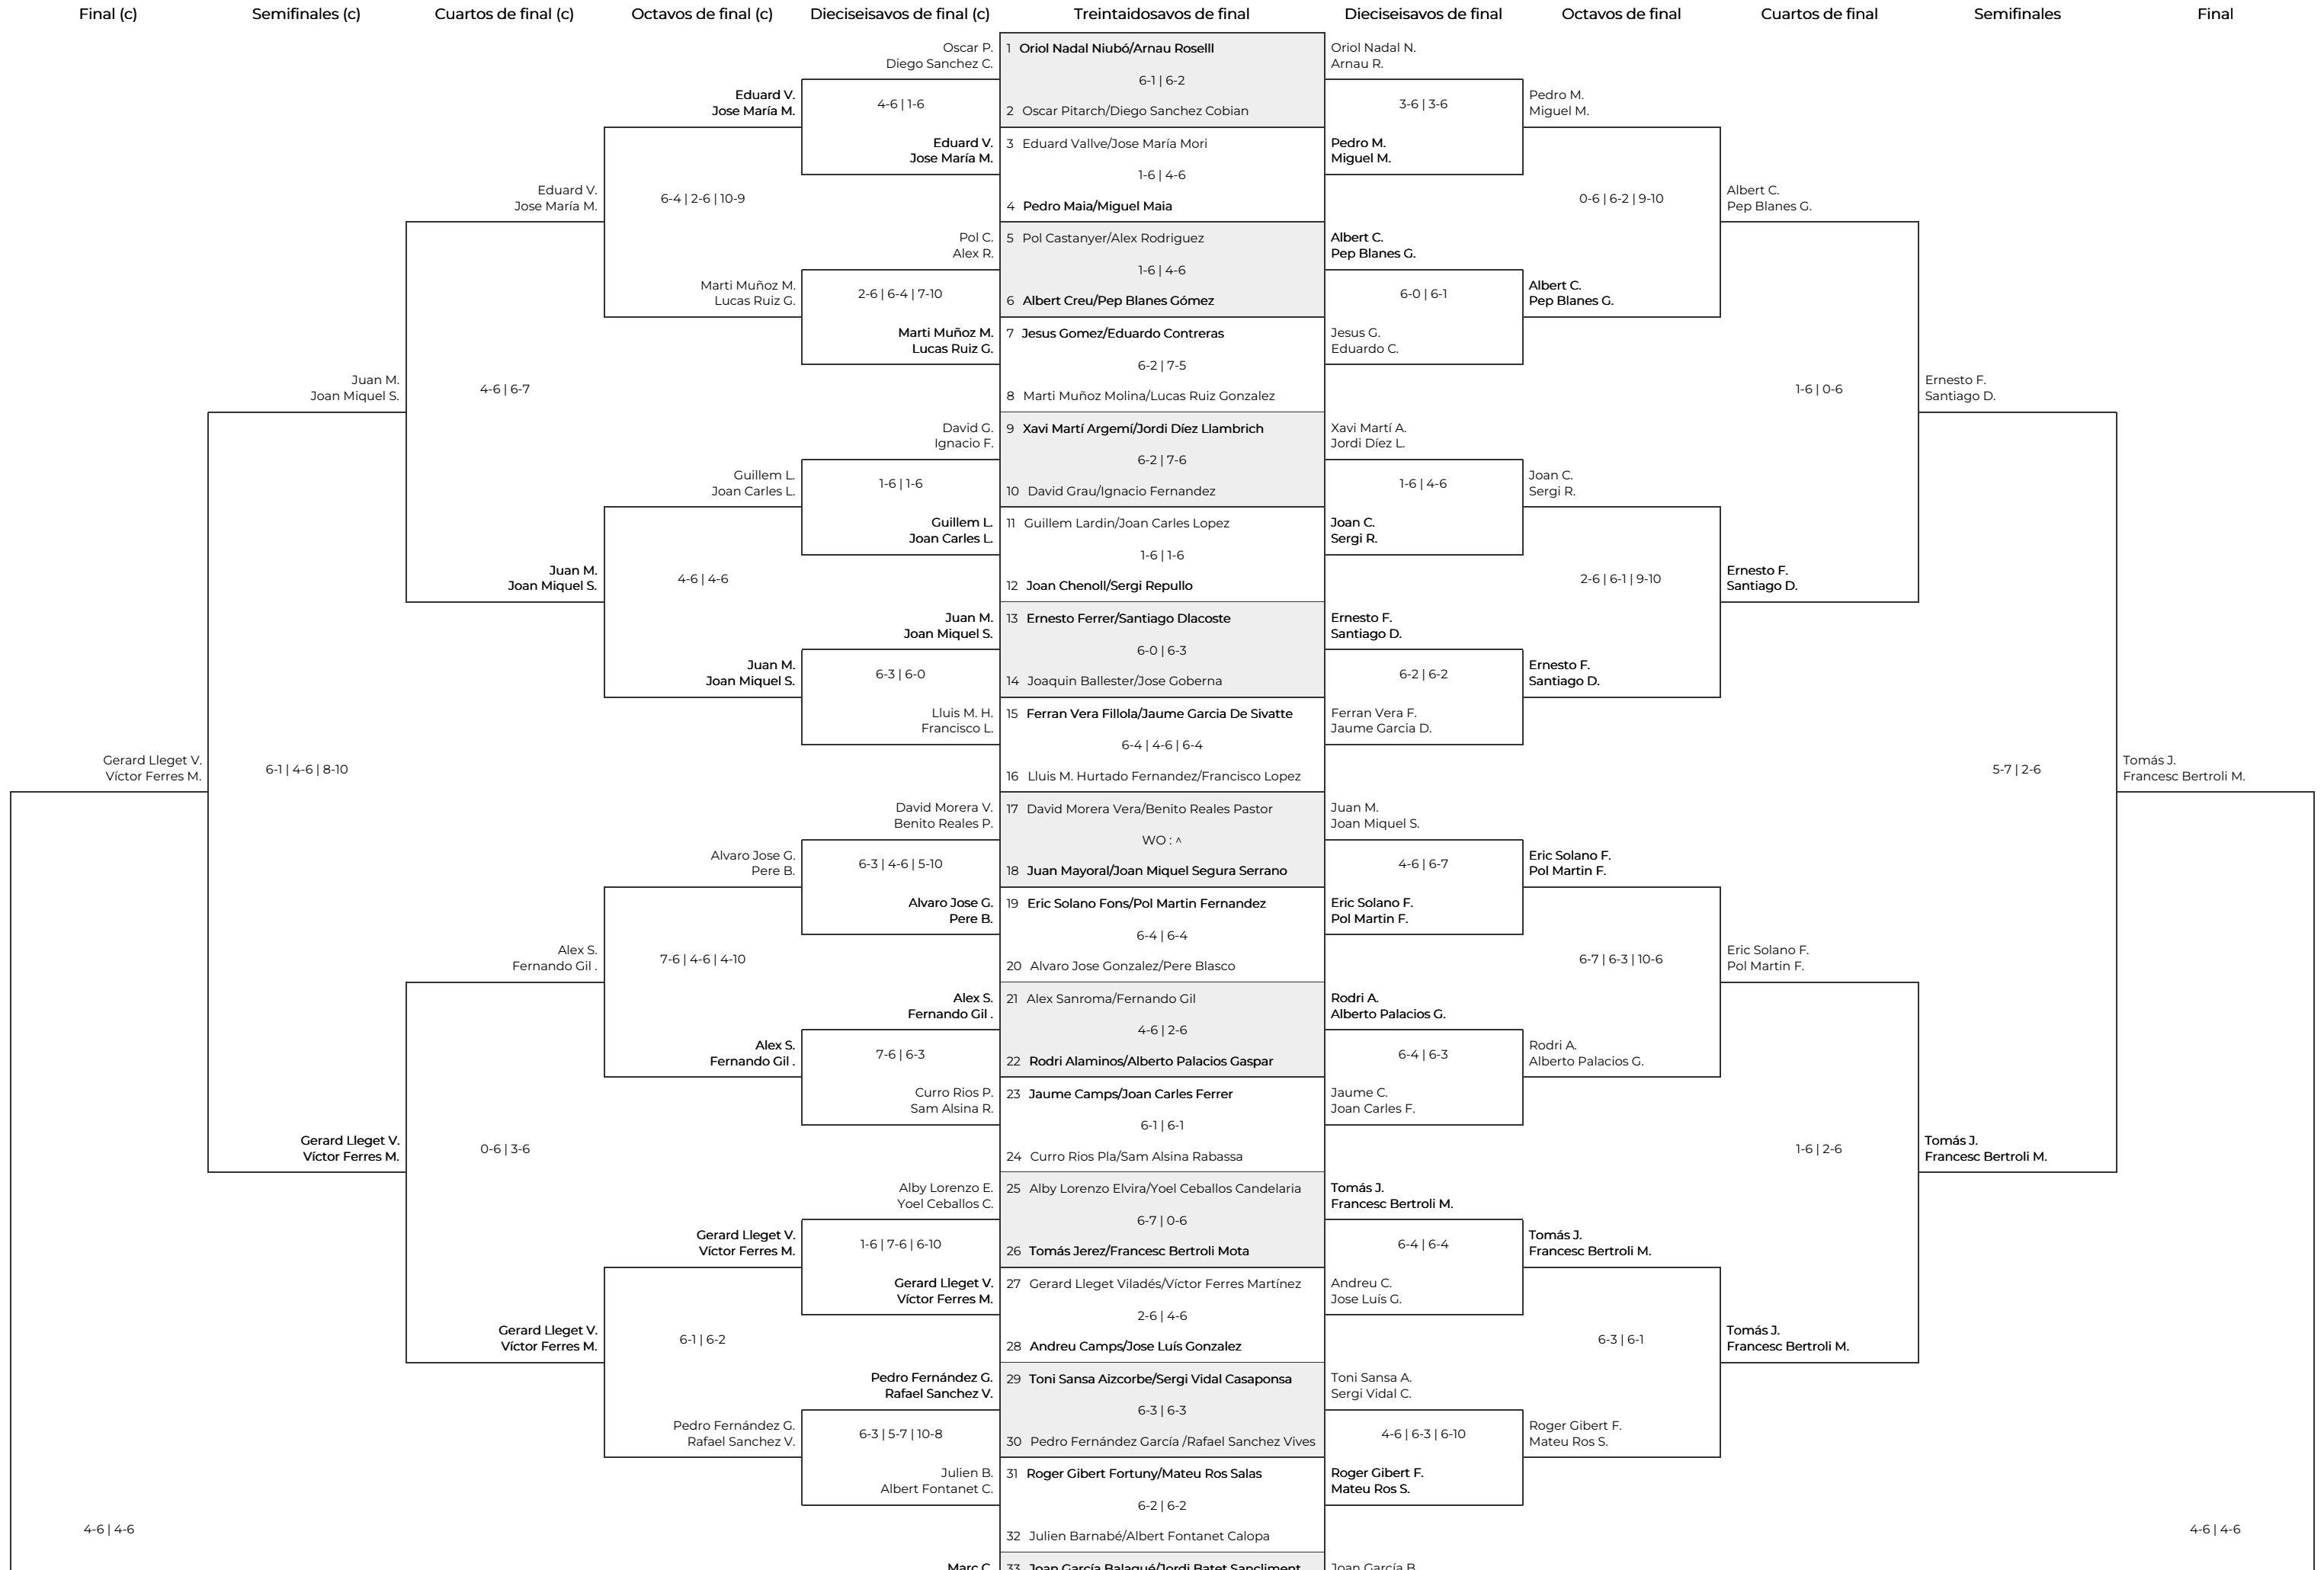 Final (c)
Semifinales (c)
Cuartos de final (c)
Octavos de final (c)
Dieciseisavos de final (c)
Treintaidosavos de final
Dieciseisavos de final
Octavos de final
Cuartos de final
Semifinales
Final
Gerard Lleget V.
Víctor Ferres M.
4-6 | 4-6
Juan M.
Joan Miquel S.
6-1 | 4-6 | 8-10
Gerard Lleget V.
Víctor Ferres M.
Eduard V.
Jose María M.
4-6 | 6-7
Juan M.
Joan Miquel S.
Alex S.
Fernando Gil .
0-6 | 3-6
Gerard Lleget V.
Víctor Ferres M.
Eduard V.
Jose María M.
6-4 | 2-6 | 10-9
Marti Muñoz M.
Lucas Ruiz G.
Guillem L.
Joan Carles L.
4-6 | 4-6
Juan M.
Joan Miquel S.
Alvaro Jose G.
Pere B.
7-6 | 4-6 | 4-10
Alex S.
Fernando Gil .
Gerard Lleget V.
Víctor Ferres M.
6-1 | 6-2
Pedro Fernández G.
Rafael Sanchez V.
Oscar P.
Diego Sanchez C.
4-6 | 1-6
Eduard V.
Jose María M.
Pol C.
Alex R.
2-6 | 6-4 | 7-10
Marti Muñoz M.
Lucas Ruiz G.
David G.
Ignacio F.
1-6 | 1-6
Guillem L.
Joan Carles L.
Juan M.
Joan Miquel S.
6-3 | 6-0
Lluis M. H.
Francisco L.
David Morera V.
Benito Reales P.
6-3 | 4-6 | 5-10
Alvaro Jose G.
Pere B.
Alex S.
Fernando Gil .
7-6 | 6-3
Curro Rios P.
Sam Alsina R.
Alby Lorenzo E.
Yoel Ceballos C.
1-6 | 7-6 | 6-10
Gerard Lleget V.
Víctor Ferres M.
Pedro Fernández G.
Rafael Sanchez V.
6-3 | 5-7 | 10-8
Julien B.
Albert Fontanet C.
Marc C.
1 Oriol Nadal Niubó/Arnau Roselll
6-1 | 6-2
2 Oscar Pitarch/Diego Sanchez Cobian
3 Eduard Vallve/Jose María Mori
1-6 | 4-6
4 Pedro Maia/Miguel Maia
5 Pol Castanyer/Alex Rodriguez
1-6 | 4-6
6 Albert Creu/Pep Blanes Gómez
7 Jesus Gomez/Eduardo Contreras
6-2 | 7-5
8 Marti Muñoz Molina/Lucas Ruiz Gonzalez
9 Xavi Martí Argemí/Jordi Díez Llambrich
6-2 | 7-6
10 David Grau/Ignacio Fernandez
11 Guillem Lardin/Joan Carles Lopez
1-6 | 1-6
12 Joan Chenoll/Sergi Repullo
13 Ernesto Ferrer/Santiago Dlacoste
6-0 | 6-3
14 Joaquin Ballester/Jose Goberna
15 Ferran Vera Fillola/Jaume Garcia De Sivatte
6-4 | 4-6 | 6-4
16 Lluis M. Hurtado Fernandez/Francisco Lopez
17 David Morera Vera/Benito Reales Pastor
WO : ^
18 Juan Mayoral/Joan Miquel Segura Serrano
19 Eric Solano Fons/Pol Martin Fernandez
6-4 | 6-4
20 Alvaro Jose Gonzalez/Pere Blasco
21 Alex Sanroma/Fernando Gil
4-6 | 2-6
22 Rodri Alaminos/Alberto Palacios Gaspar
23 Jaume Camps/Joan Carles Ferrer
6-1 | 6-1
24 Curro Rios Pla/Sam Alsina Rabassa
25 Alby Lorenzo Elvira/Yoel Ceballos Candelaria
6-7 | 0-6
26 Tomás Jerez/Francesc Bertroli Mota
27 Gerard Lleget Viladés/Víctor Ferres Martínez
2-6 | 4-6
28 Andreu Camps/Jose Luís Gonzalez
29 Toni Sansa Aizcorbe/Sergi Vidal Casaponsa
6-3 | 6-3
30 Pedro Fernández García /Rafael Sanchez Vives
31 Roger Gibert Fortuny/Mateu Ros Salas
6-2 | 6-2
32 Julien Barnabé/Albert Fontanet Calopa
33 Joan García Balagué/Jordi Batet Sancliment
Oriol Nadal N.
Arnau R.
3-6 | 3-6
Pedro M.
Miguel M.
Albert C.
Pep Blanes G.
6-0 | 6-1
Jesus G.
Eduardo C.
Xavi Martí A.
Jordi Díez L.
1-6 | 4-6
Joan C.
Sergi R.
Ernesto F.
Santiago D.
6-2 | 6-2
Ferran Vera F.
Jaume Garcia D.
Juan M.
Joan Miquel S.
4-6 | 6-7
Eric Solano F.
Pol Martin F.
Rodri A.
Alberto Palacios G.
6-4 | 6-3
Jaume C.
Joan Carles F.
Tomás J.
Francesc Bertroli M.
6-4 | 6-4
Andreu C.
Jose Luís G.
Toni Sansa A.
Sergi Vidal C.
4-6 | 6-3 | 6-10
Roger Gibert F.
Mateu Ros S.
Joan García B.
Pedro M.
Miguel M.
0-6 | 6-2 | 9-10
Albert C.
Pep Blanes G.
Joan C.
Sergi R.
2-6 | 6-1 | 9-10
Ernesto F.
Santiago D.
Eric Solano F.
Pol Martin F.
6-7 | 6-3 | 10-6
Rodri A.
Alberto Palacios G.
Tomás J.
Francesc Bertroli M.
6-3 | 6-1
Roger Gibert F.
Mateu Ros S.
Albert C.
Pep Blanes G.
1-6 | 0-6
Ernesto F.
Santiago D.
Eric Solano F.
Pol Martin F.
1-6 | 2-6
Tomás J.
Francesc Bertroli M.
Ernesto F.
Santiago D.
5-7 | 2-6
Tomás J.
Francesc Bertroli M.
Tomás J.
Francesc Bertroli M.
4-6 | 4-6